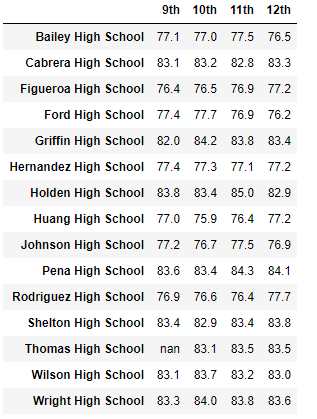 9th 10th 11th 12th
Bailey High School 77.1 77.0 77.5 76.5
Cabrera High School 83.1 83.2 82.8 83.3
Figueroa High School 76.4 76.5 76.9 77.2
Ford High School 77.4 77.7 76.9 76.2
Griffin High School 82.0 84.2 83.8 83.4
Hernandez High School 77.4 77.3 77.1 77.2
Holden High School 83.8 83.4 85.0 82.9
Huang High School 77.0 75.9 76.4 77.2
Johnson High School 77.2 76.7 77.5 76.9
Pena High School 83.6 83.4 84.3 84.1
Rodriguez High School 76.9 76.6 76.4 77.7
Shelton High School 83.4 82.9 83.4 83.8
Thomas High School nan 83.1 83.5 83.5
Wilson High School 83.1 83.7 83.2 83.0
Wright High School 83.3 84.0 83.8 83.6